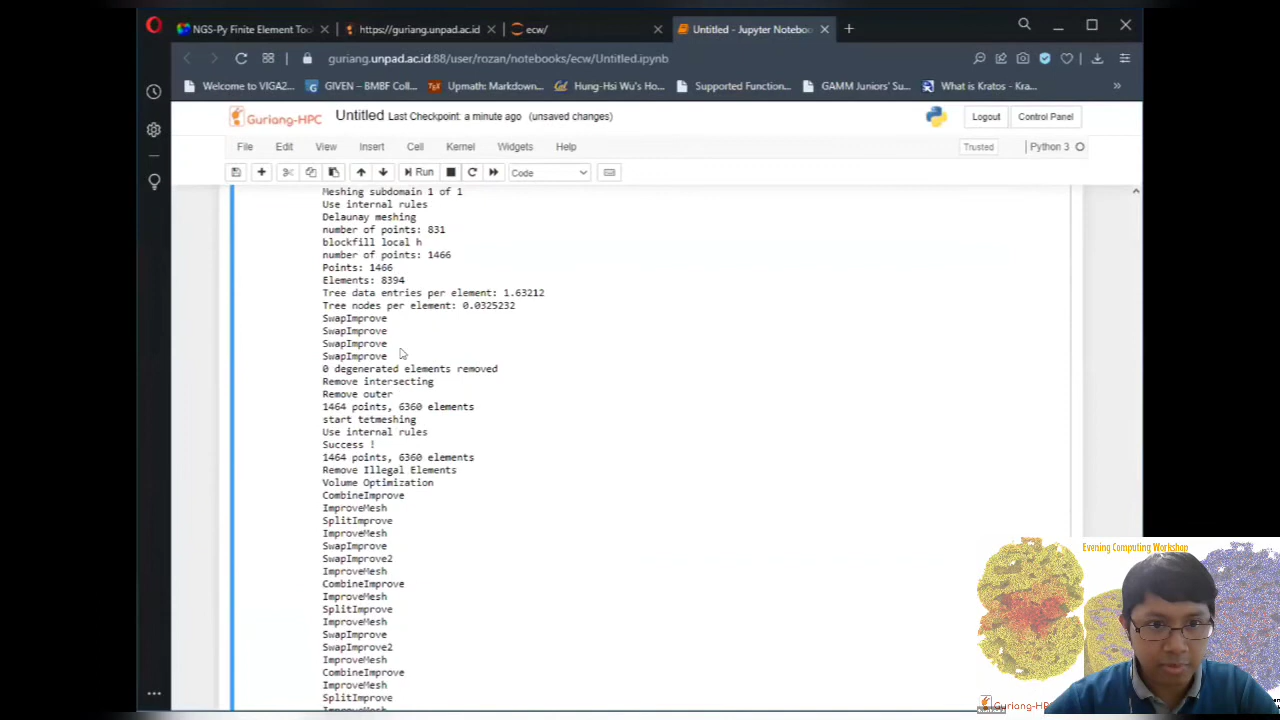 NGS-Py Finite Element Too
https://guriang.unpad.ac.id
ecw/
Untitled - Jupyter Noteboo
guriang.unpad.ac.id:88/user/rozan/notebooks/ecw/Untitled.ipynb
Welcome to VIGA2...
GIVEN – BMBF Coll...
Upmath: Markdown...
Hung-Hsi Wu's Ho...
Supported Function...
GAMM Juniors' Su...
What is Kratos - Kra...
»
Guriang-HPC
Untitled Last Checkpoint: a minute ago (unsaved changes)
Logout
Control Panel
File Edit View Insert Cell Kernel Widgets Help
Trusted
Python 3
Run
Code
Meshing subdomain 1 of 1
Use internal rules
Delaunay meshing
number of points: 831
blockfill local h
number of points: 1466
Points: 1466
Elements: 8394
Tree data entries per element: 1.63212
Tree nodes per element: 0.0325232
SwapImprove
SwapImprove
SwapImprove
SwapImprove
0 degenerated elements removed
Remove intersecting
Remove outer
1464 points, 6360 elements
start tetmeshing
Use internal rules
Success !
1464 points, 6360 elements
Remove Illegal Elements
Volume Optimization
CombineImprove
ImproveMesh
SplitImprove
ImproveMesh
SwapImprove
SwapImprove2
ImproveMesh
CombineImprove
ImproveMesh
SplitImprove
ImproveMesh
SwapImprove
SwapImprove2
ImproveMesh
CombineImprove
ImproveMesh
SplitImprove
ImproveMesh
Evening Computing Workshop
Guriang-HP